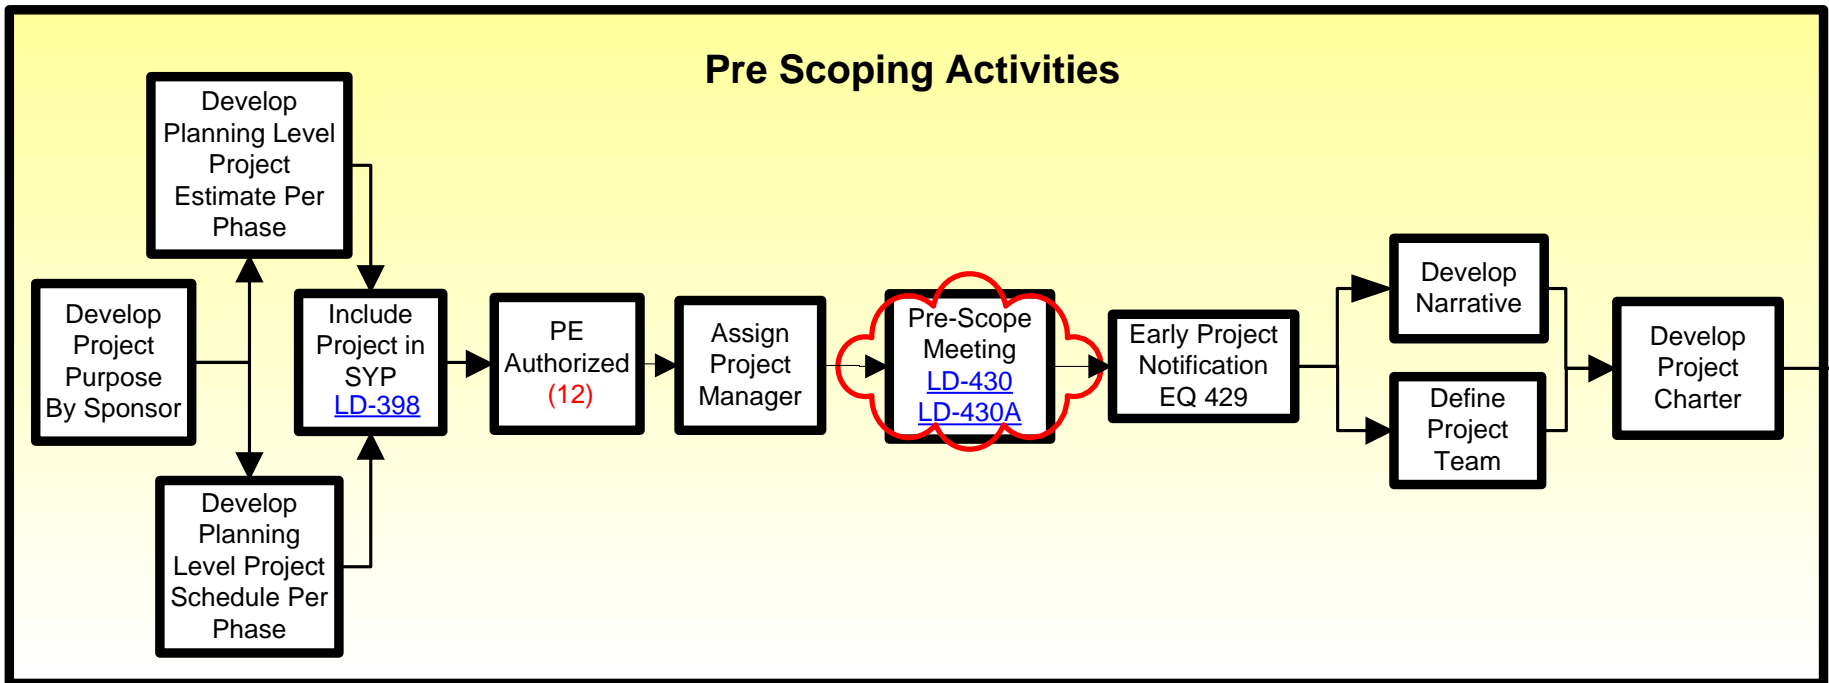 Pre Scoping Activities
Develop
Planning Level
Project
Estimate Per
Phase
Develop
Project
Purpose
By Sponsor
Develop
Planning
Level Project
Schedule Per
Phase
Include
Project in
SYP
LD-398
PE
Authorized
(12)
Assign
Project
Manager
Pre-Scope
Meeting
LD-430
LD-430A
Early Project
Notification
EQ 429
Develop
Narrative
Define
Project
Team
Develop
Project
Charter